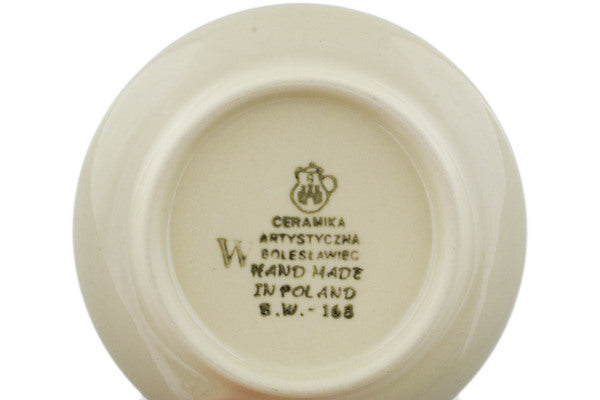 CERAMIKA
ARTYSTYCZNA
W BOLESŁAWIEC
HAND MADE
IN POLAND
S.W.-168